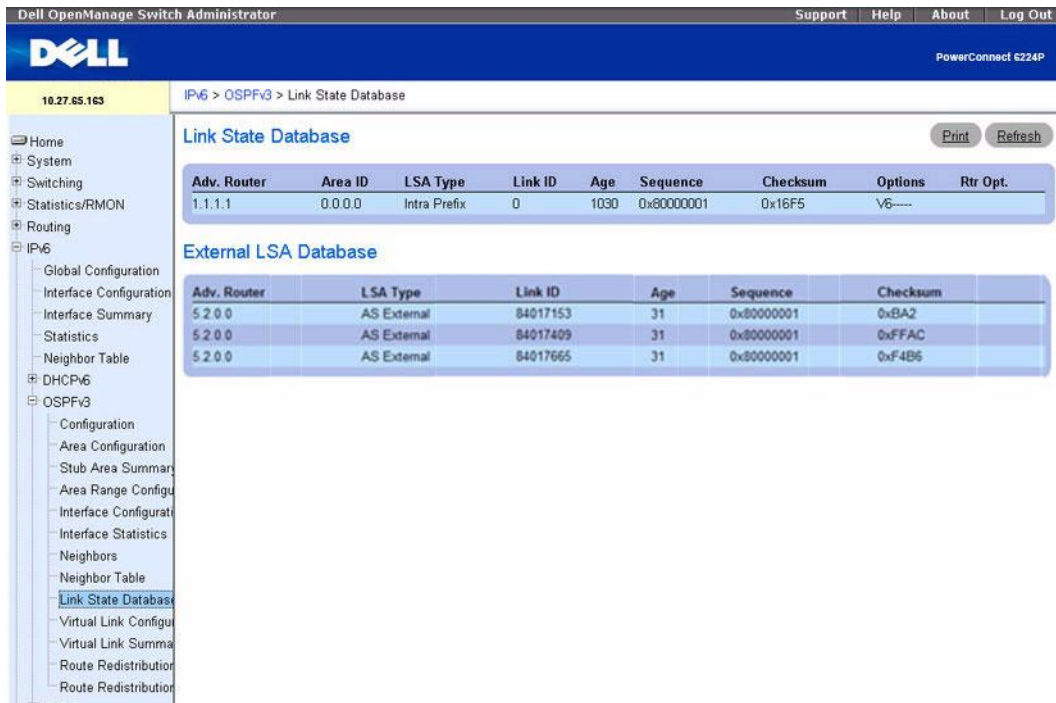 Dell OpenManage Switch Administrator Support Help About Log Out
DELL
PowerConnect 6224P
10.27.65.163
IPv6 > OSPFv3 > Link State Database
Home
System
Switching
Statistics/RMON
Routing
IPv6
Global Configuration
Interface Configuration
Interface Summary
Statistics
Neighbor Table
DHCPv6
OSPFv3
Configuration
Area Configuration
Stub Area Summary
Area Range Configu
Interface Configurati
Interface Statistics
Neighbors
Neighbor Table
Link State Database
Virtual Link Configu
Virtual Link Summa
Route Redistribution
Route Redistribution
Link State Database
Print Refresh
Adv. Router Area ID LSA Type Link ID Age Sequence Checksum Options Rtr Opt.
1.1.1.1 0.0.0.0 Intra Prefix 0 1030 0x80000001 0x16F5 V6-----
External LSA Database
Adv. Router LSA Type Link ID Age Sequence Checksum
5.2.0.0 AS External 84017153 31 0x80000001 0xBA2
5.2.0.0 AS External 84017409 31 0x80000001 0xFFAC
5.2.0.0 AS External 84017665 31 0x80000001 0xF4B6